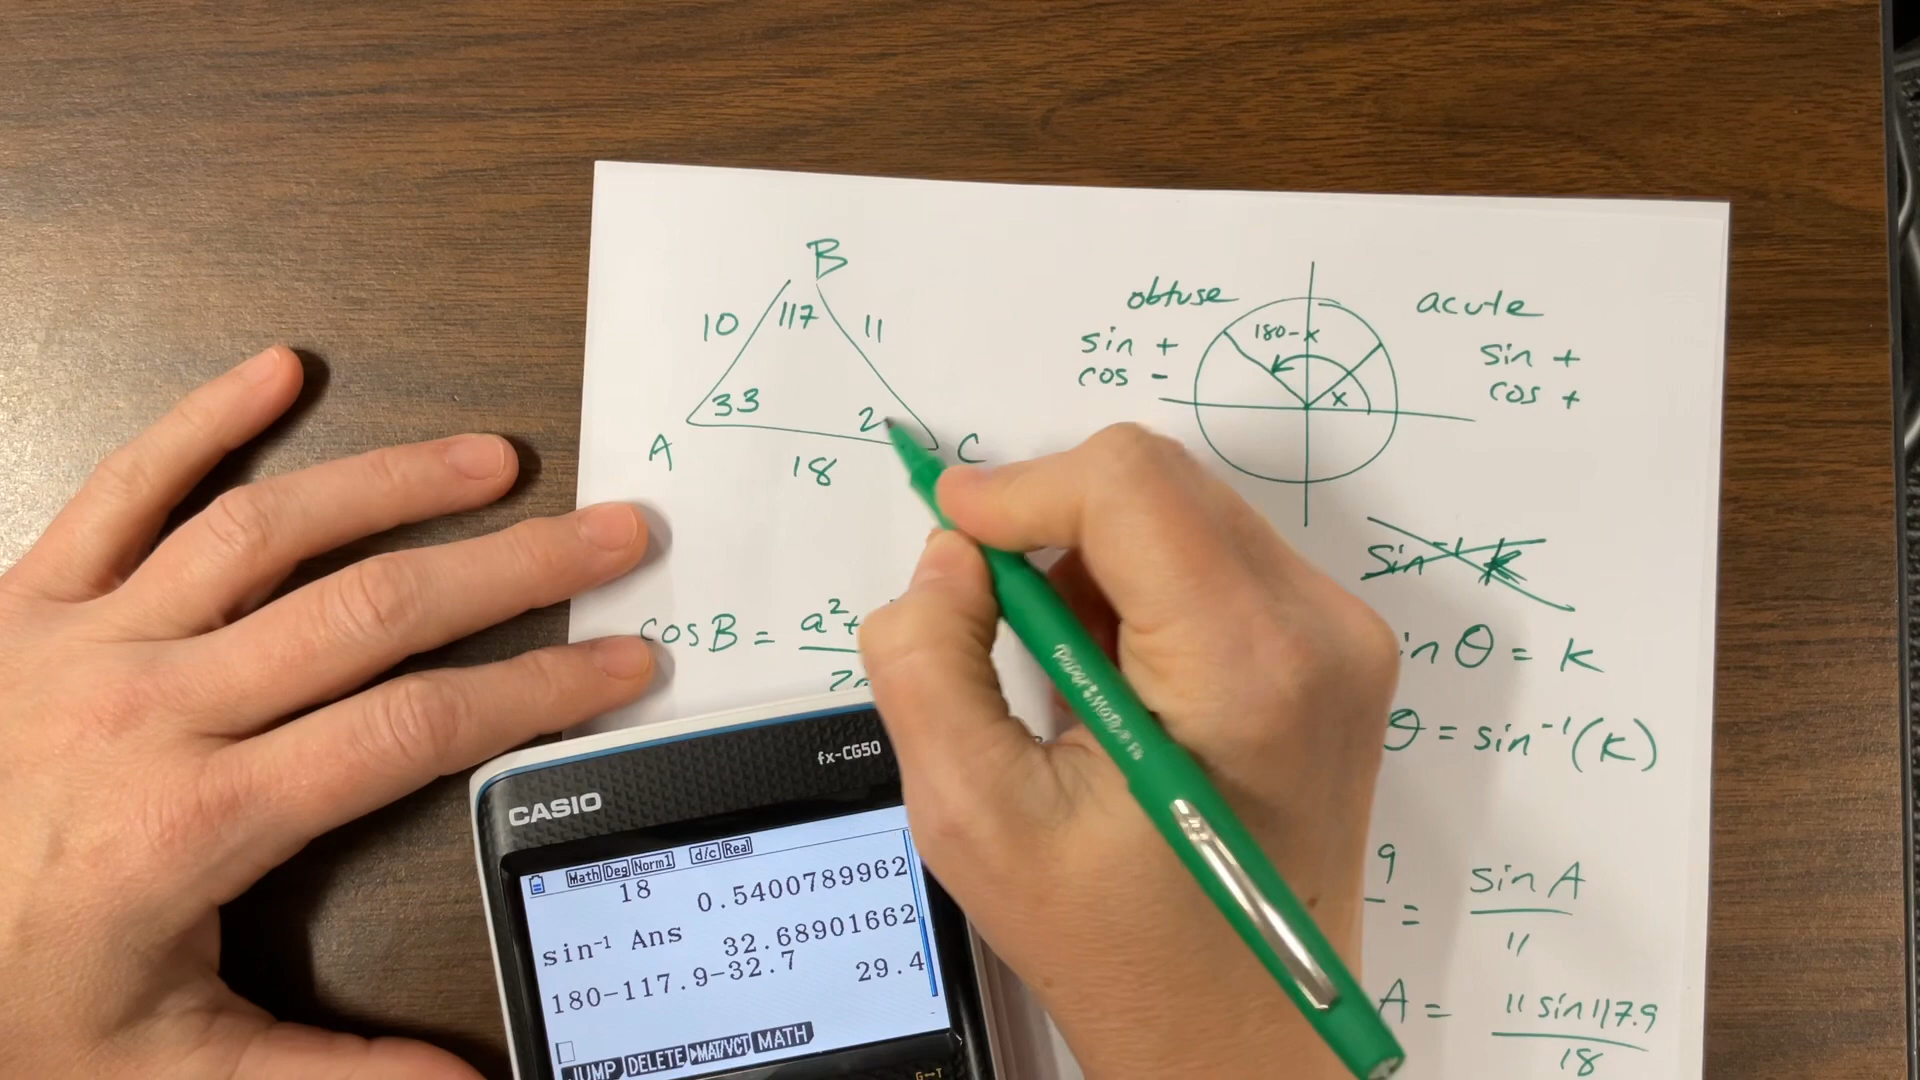 B
10 117 11
33 2
A C
18
obtuse acute
180-x
sin + sin +
cos - x cos +
sin⁻¹ k
cos B = a²+
in θ = k
θ = sin⁻¹(k)
9 = sin A
11
A = 11 sin 117.9
18
Paper:Mate
fx-CG50
CASIO
Math Deg Norm1 d/c Real
18 0.5400789962
sin⁻¹ Ans 32.68901662
180-117.9-32.7 29.4
JUMP DELETE ▶MAT/VCT MATH
G↔T